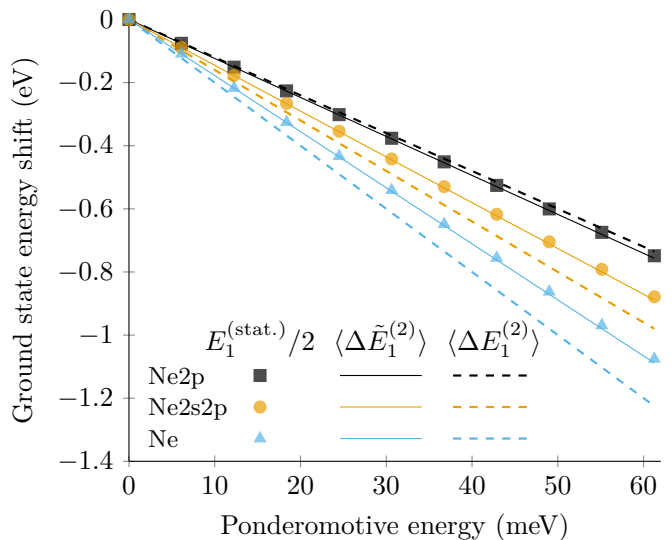 0
−0.2
−0.4
−0.6
−0.8
−1
−1.2
−1.4
Ground state energy shift (eV)
E₁^(stat.)/2 ⟨ΔẼ₁^(2)⟩ ⟨ΔE₁^(2)⟩
Ne2p
Ne2s2p
Ne
0 10 20 30 40 50 60
Ponderomotive energy (meV)